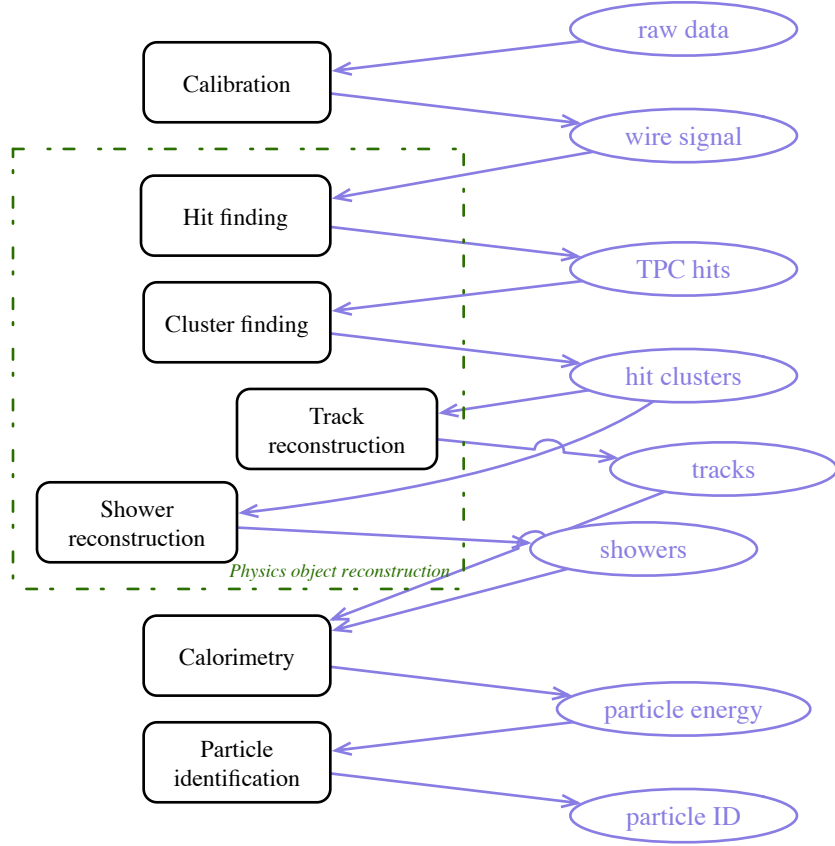 raw data
Calibration
wire signal
Hit finding
TPC hits
Cluster finding
hit clusters
Track
reconstruction
tracks
Shower
reconstruction
showers
Physics object reconstruction
Calorimetry
particle energy
Particle
identification
particle ID